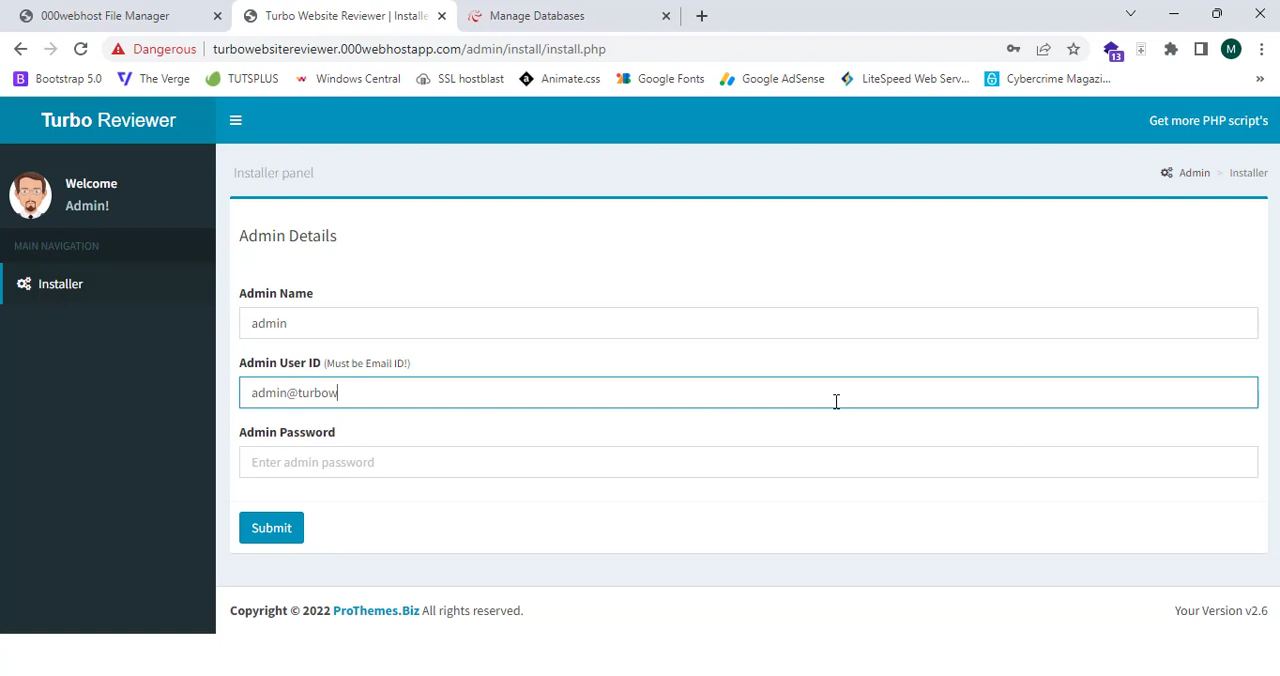 000webhost File Manager
Turbo Website Reviewer | Installe
Manage Databases
Dangerous
turbowebsitereviewer.000webhostapp.com/admin/install/install.php
13
M
B Bootstrap 5.0
The Verge
TUTSPLUS
Windows Central
SSL hostblast
Animate.css
Google Fonts
Google AdSense
LiteSpeed Web Serv...
Cybercrime Magazi...
»
Turbo Reviewer
Get more PHP script's
Installer panel
Admin > Installer
Welcome
Admin!
MAIN NAVIGATION
Installer
Admin Details
Admin Name
admin
Admin User ID (Must be Email ID!)
admin@turbow
Admin Password
Enter admin password
Submit
Copyright © 2022 ProThemes.Biz All rights reserved.
Your Version v2.6